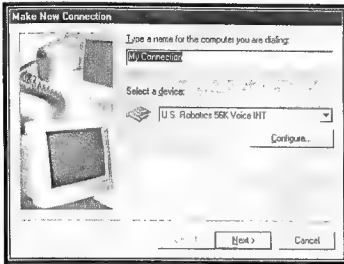 Make New Connection
Type a name for the computer you are dialing:
My Connection
Select a device:
U.S. Robotics 56K Voice INT
Configure...
Next >
Cancel